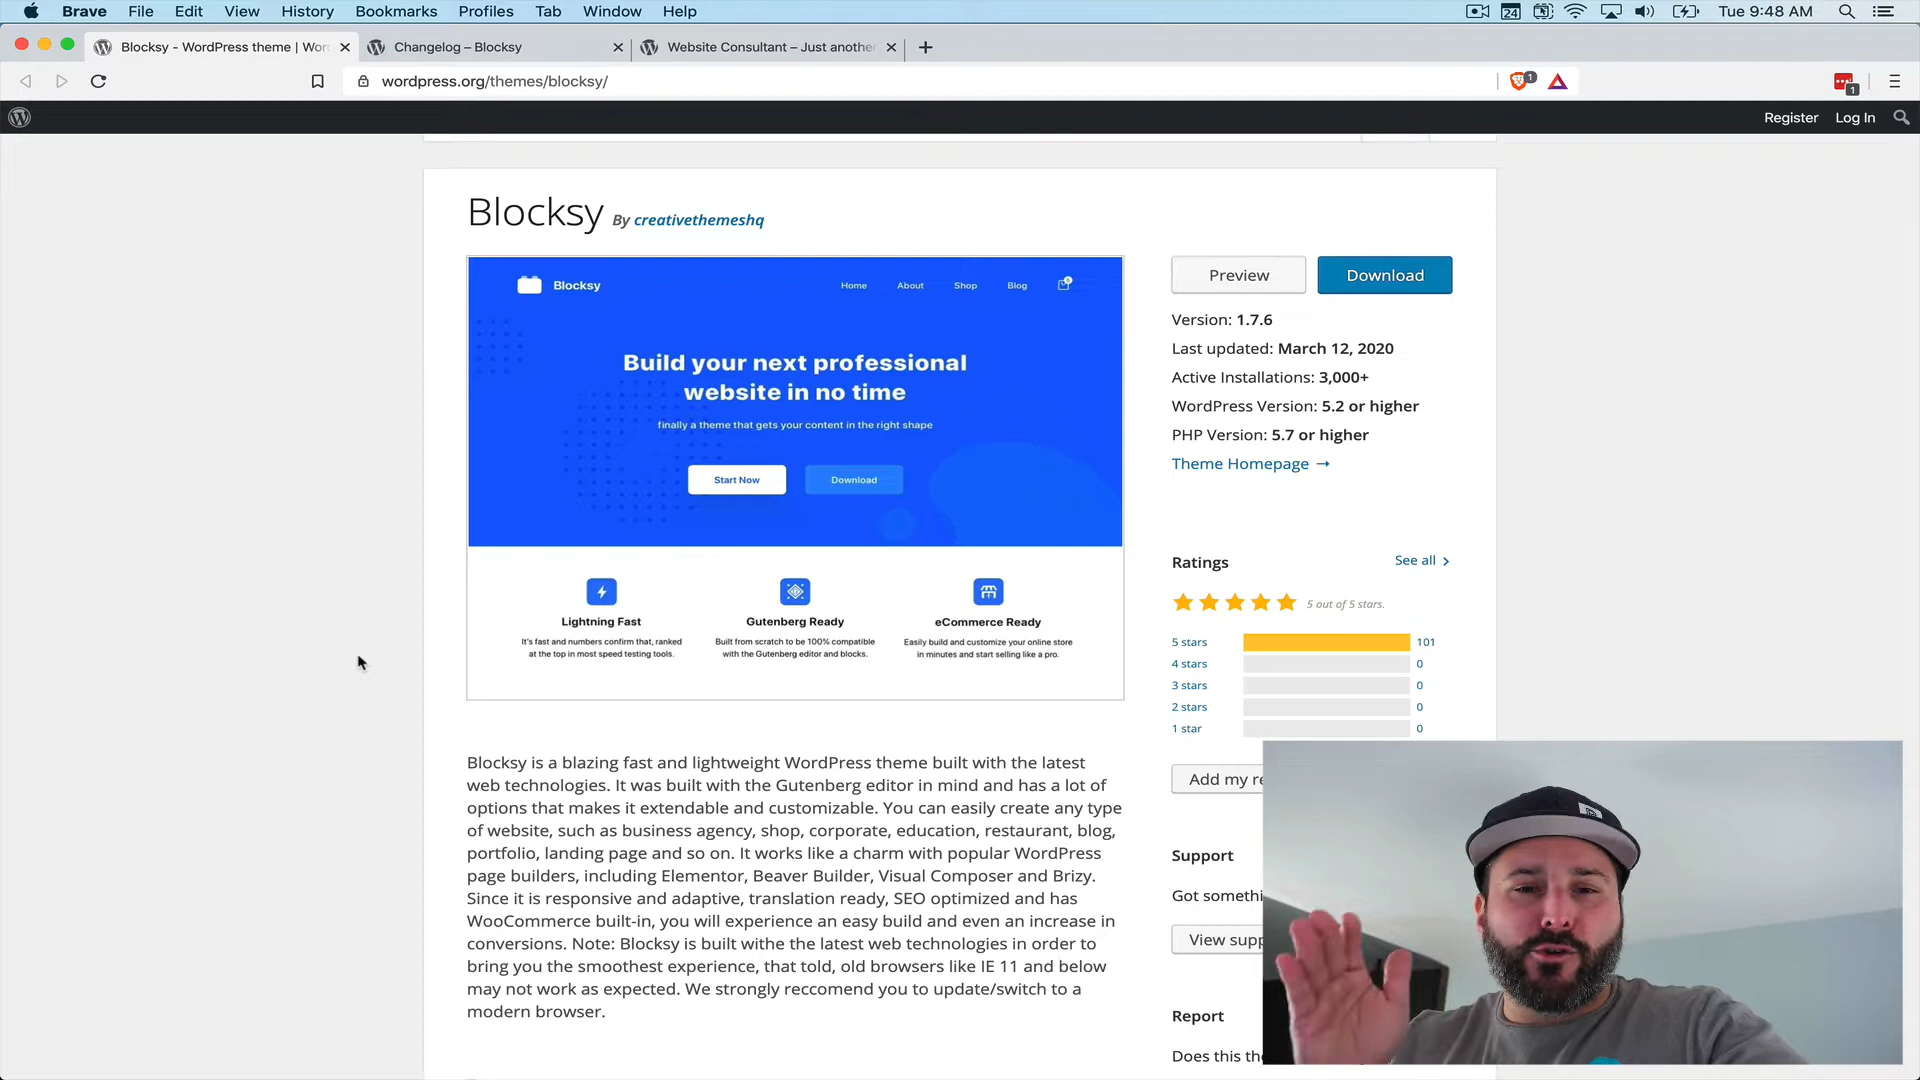 Brave File Edit View History Bookmarks Profiles Tab Window Help 24 Tue 9:48 AM
Blocksy - WordPress theme | Wor Changelog – Blocksy Website Consultant – Just another
wordpress.org/themes/blocksy/ 1 1
Register Log In
Blocksy By creativethemeshq
Blocksy Home About Shop Blog
Build your next professional
website in no time
finally a theme that gets your content in the right shape
Start Now Download
Lightning Fast Gutenberg Ready eCommerce Ready
It's fast and numbers confirm that, ranked Built from scratch to be 100% compatible Easily build and customize your online store
at the top in most speed testing tools. with the Gutenberg editor and blocks. in minutes and start selling like a pro.
Preview Download
Version: 1.7.6
Last updated: March 12, 2020
Active Installations: 3,000+
WordPress Version: 5.2 or higher
PHP Version: 5.7 or higher
Theme Homepage →
Ratings See all >
5 out of 5 stars.
5 stars 101
4 stars 0
3 stars 0
2 stars 0
1 star 0
Add my re
Support
Got somethi
View supp
Report
Does this the
Blocksy is a blazing fast and lightweight WordPress theme built with the latest
web technologies. It was built with the Gutenberg editor in mind and has a lot of
options that makes it extendable and customizable. You can easily create any type
of website, such as business agency, shop, corporate, education, restaurant, blog,
portfolio, landing page and so on. It works like a charm with popular WordPress
page builders, including Elementor, Beaver Builder, Visual Composer and Brizy.
Since it is responsive and adaptive, translation ready, SEO optimized and has
WooCommerce built-in, you will experience an easy build and even an increase in
conversions. Note: Blocksy is built withe the latest web technologies in order to
bring you the smoothest experience, that told, old browsers like IE 11 and below
may not work as expected. We strongly reccomend you to update/switch to a
modern browser.